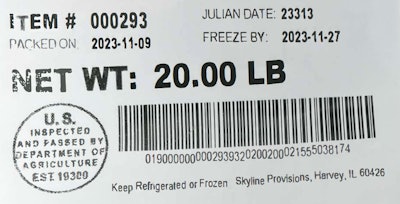 ITEM # 000293 JULIAN DATE: 23313
PACKED ON: 2023-11-09 FREEZE BY: 2023-11-27
NET WT: 20.00 LB
U.S.
INSPECTED
AND PASSED BY
DEPARTMENT OF
AGRICULTURE
EST. 19300
019000000000293932020020021555038174
Keep Refrigerated or Frozen Skyline Provisions, Harvey, IL 60426